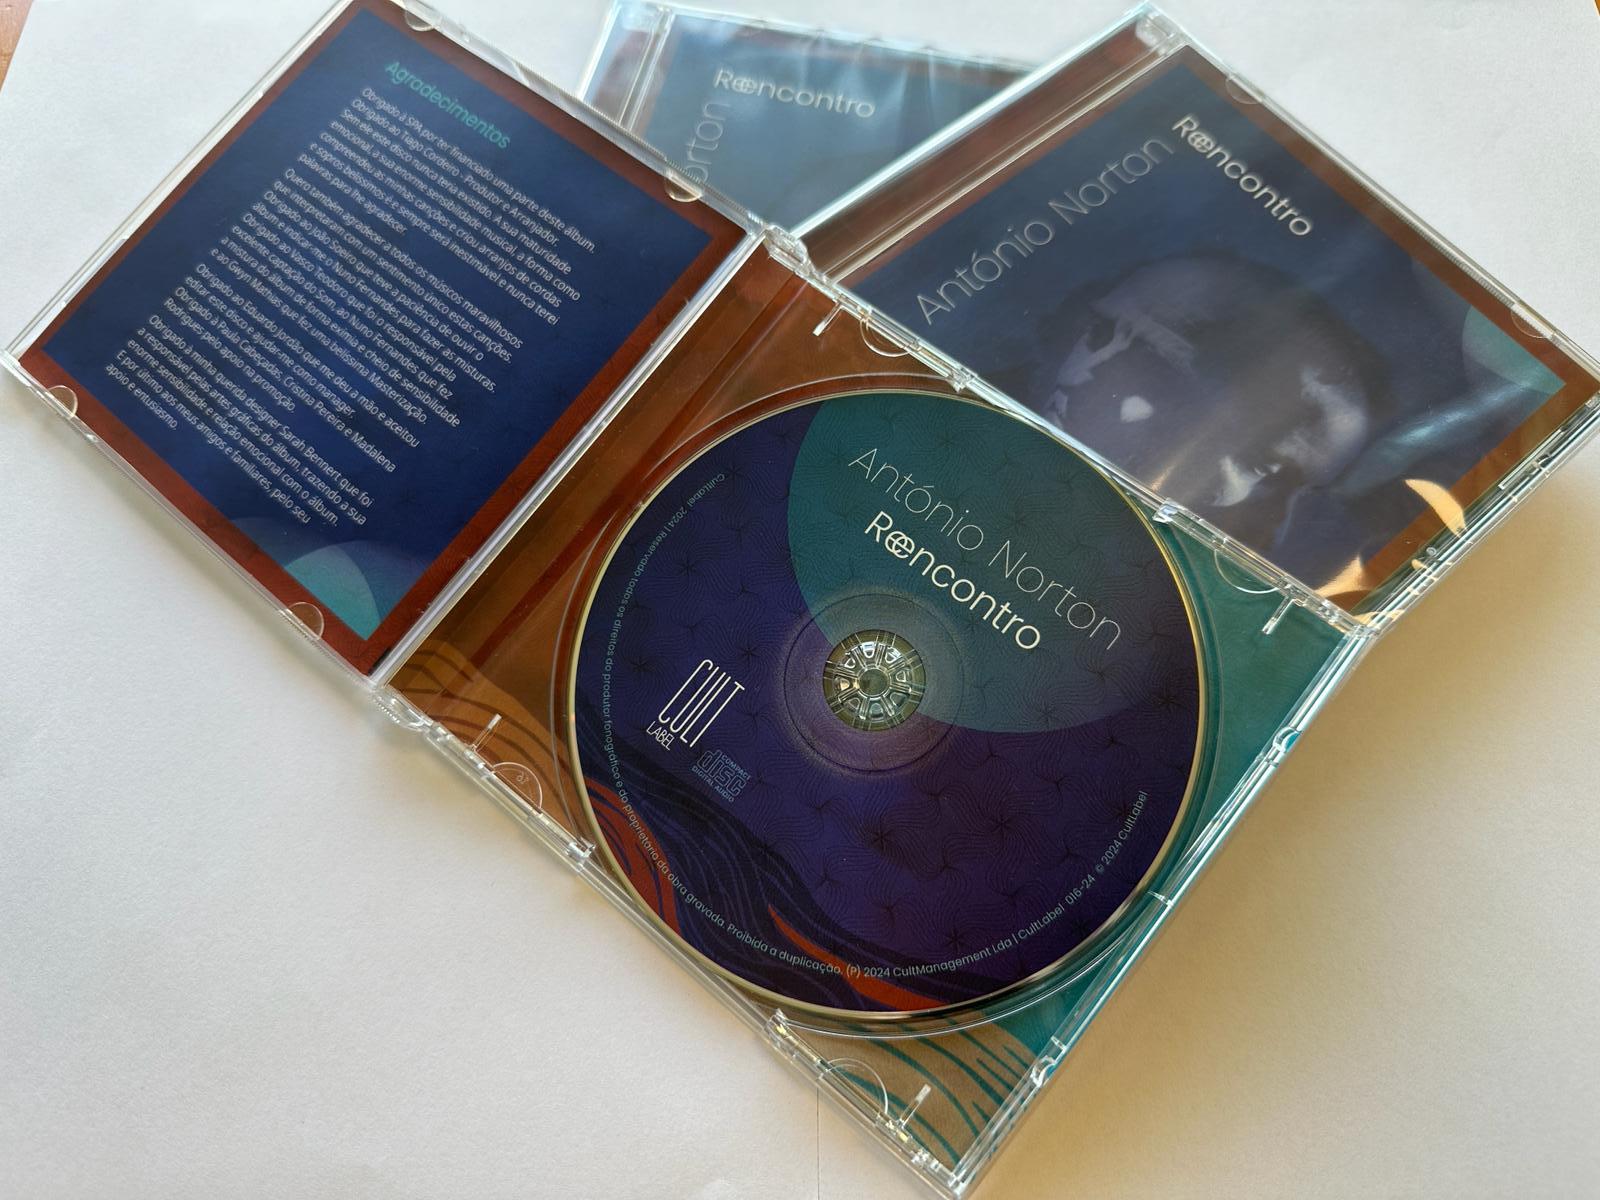 Agradecimentos
Obrigado à SPA por ter financiado uma parte deste álbum.
Obrigado ao Tiago Cordeiro - Produtor e Arranjador.
Sem ele este disco nunca teria existido. A sua maturidade
emocional, a sua enorme sensibilidade musical, a forma como
compreendeu as minhas canções e criou arranjos de cordas
e sopros belíssimos é e sempre será inestimável e nunca terei
palavras para lhe agradecer.
Quero também agradecer a todos os músicos maravilhosos
que interpretaram com um sentimento único estas canções.
Obrigado ao João Soeiro que teve a paciência de ouvir o
álbum e indicar-me o Nuno Fernandes para fazer as misturas.
Obrigado ao Vasco Teodoro que foi o responsável pela
excelente captação do Som, ao Nuno Fernandes, que fez
a mistura do álbum de forma exímia e cheio de sensibilidade
e ao Gwyn Mathias que fez uma belíssima Masterização.
Obrigado ao Eduardo Jordão que me deu a mão e aceitou
editar este disco e ajudar-me como manager.
Obrigado à Paula Cabeçadas, Cristina Pereira e Madalena
Rodrigues pelo apoio na promoção.
Obrigado à minha querida designer Sarah Bennert que foi
a responsável pelas artes gráficas do álbum, trazendo a sua
enorme sensibilidade e relação emocional com o álbum.
E por último aos meus amigos e familiares, pelo seu
apoio e entusiasmo.
Reencontro
orton
Reencontro
António Norton
António Norton
Reencontro
CULT
LABEL
COMPACT
disc
DIGITAL AUDIO
CultLabel 2024 | Reservado todos os direitos do produtor fonográfico e do proprietário da obra gravada. Proibida a duplicação. (P) 2024 CultManagement Lda | CultLabel 016-24 © 2024 CultLabel